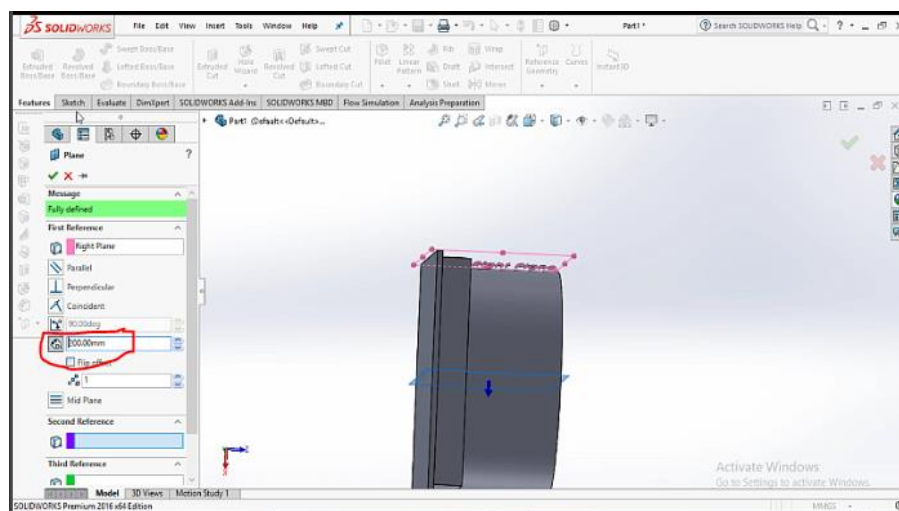 SOLIDWORKS File Edit View Insert Tools Window Help Part1 * Search SOLIDWORKS Help
Extruded Boss/Base Revolved Boss/Base Swept Boss/Base Lofted Boss/Base Boundary Boss/Base Extruded Cut Hole Wizard Revolved Cut Swept Cut Lofted Cut Boundary Cut Fillet Linear Pattern Rib Draft Shell Wrap Intersect Mirror Reference Geometry Curves Instant3D
Features Sketch Evaluate DimXpert SOLIDWORKS Add-Ins SOLIDWORKS MBD Flow Simulation Analysis Preparation
Part1 (Default<<Default>...
Plane
?
Message
Fully defined
First Reference
Right Plane
Parallel
Perpendicular
Coincident
90.00deg
200.00mm
Flip offset
1
Mid Plane
Second Reference
Third Reference
Right Plane
Activate Windows
Go to Settings to activate Windows.
Model 3D Views Motion Study 1
SOLIDWORKS Premium 2016 x64 Edition MMGS